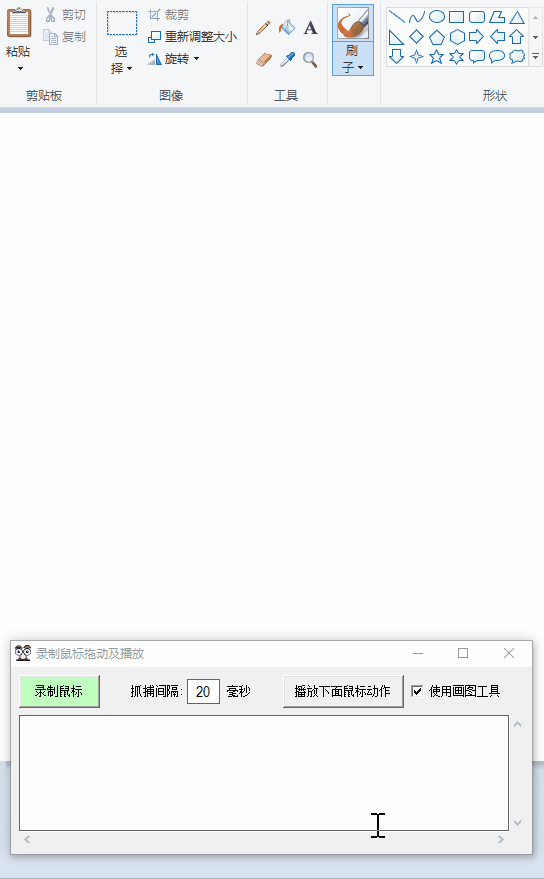 剪切
裁剪
复制
重新调整大小
粘贴
选择
旋转
刷子
A
剪贴板
图像
工具
形状
录制鼠标拖动及播放
录制鼠标
抓捕间隔:
20
毫秒
播放下面鼠标动作
使用画图工具